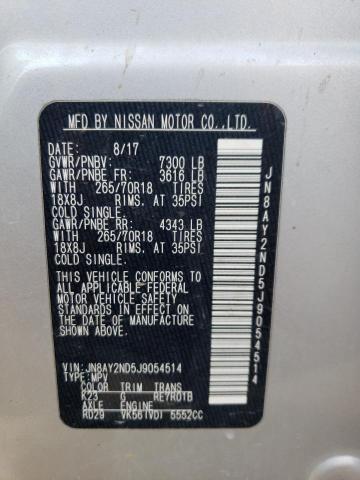 MFD BY NISSAN MOTOR CO.,LTD.
DATE: 8/17
GVWR/PNBV: 7300 LB
GAWR/PNBE FR: 3616 LB
WITH 265/70R18 TIRES
18X8J RIMS, AT 35PSI
COLD SINGLE.
GAWR/PNBE RR: 4343 LB
WITH 265/70R18 TIRES
18X8J RIMS, AT 35PSI
COLD SINGLE.
THIS VEHICLE CONFORMS TO
ALL APPLICABLE FEDERAL
MOTOR VEHICLE SAFETY
STANDARDS IN EFFECT ON
THE DATE OF MANUFACTURE
SHOWN ABOVE.
VIN: JN8AY2ND5J9054514
TYPE: MPV
COLOR TRIM TRANS
K23 G RE7R01B
ENGINE
RD29 VK56[VD] 5552CC
JN8AY2ND5J9054514